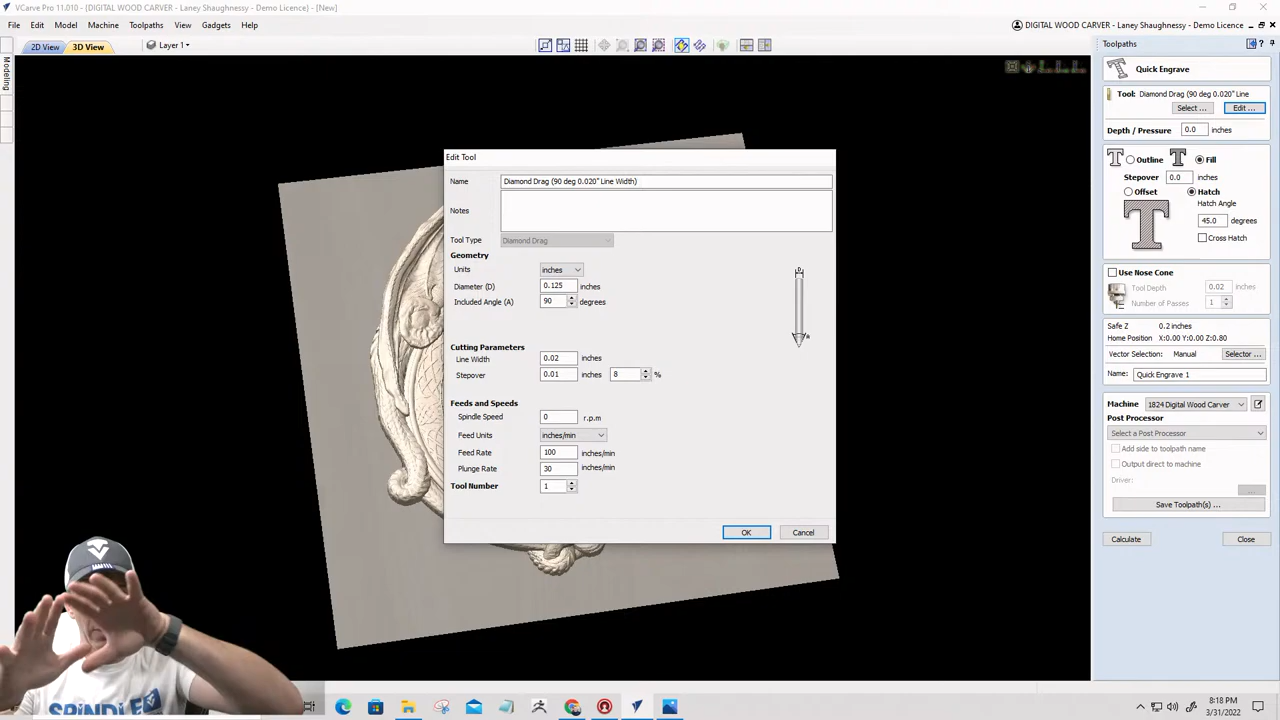 VCarve Pro 11.010 - {DIGITAL WOOD CARVER - Laney Shaughnessy - Demo Licence} - [New]
File Edit Model Machine Toolpaths View Gadgets Help
DIGITAL WOOD CARVER - Laney Shaughnessy - Demo Licence
2D View 3D View Layer 1
Modeling
Toolpaths
Quick Engrave
Tool: Diamond Drag (90 deg 0.020" Line
Select ... Edit ...
Depth / Pressure 0.0 inches
Outline Fill
Stepover 0.0 inches
Offset Hatch
Hatch Angle
45.0 degrees
Cross Hatch
Use Nose Cone
Tool Depth 0.02 inches
Number of Passes 1
Safe Z 0.2 inches
Home Position X:0.00 Y:0.00 Z:0.80
Vector Selection: Manual Selector ...
Name: Quick Engrave 1
Machine 1824 Digital Wood Carver
Post Processor
Select a Post Processor
Add side to toolpath name
Output direct to machine
Driver:
...
Save Toolpath(s) ...
Calculate Close
Edit Tool
Name Diamond Drag (90 deg 0.020" Line Width)
Notes
Tool Type Diamond Drag
Geometry
Units inches
Diameter (D) 0.125 inches
Included Angle (A) 90 degrees
D
Cutting Parameters
Line Width 0.02 inches
Stepover 0.01 inches 8 %
Feeds and Speeds
Spindle Speed 0 r.p.m
Feed Units inches/min
Feed Rate 100 inches/min
Plunge Rate 30 inches/min
Tool Number 1
OK Cancel
SPINDLE
8:18 PM
3/31/2022